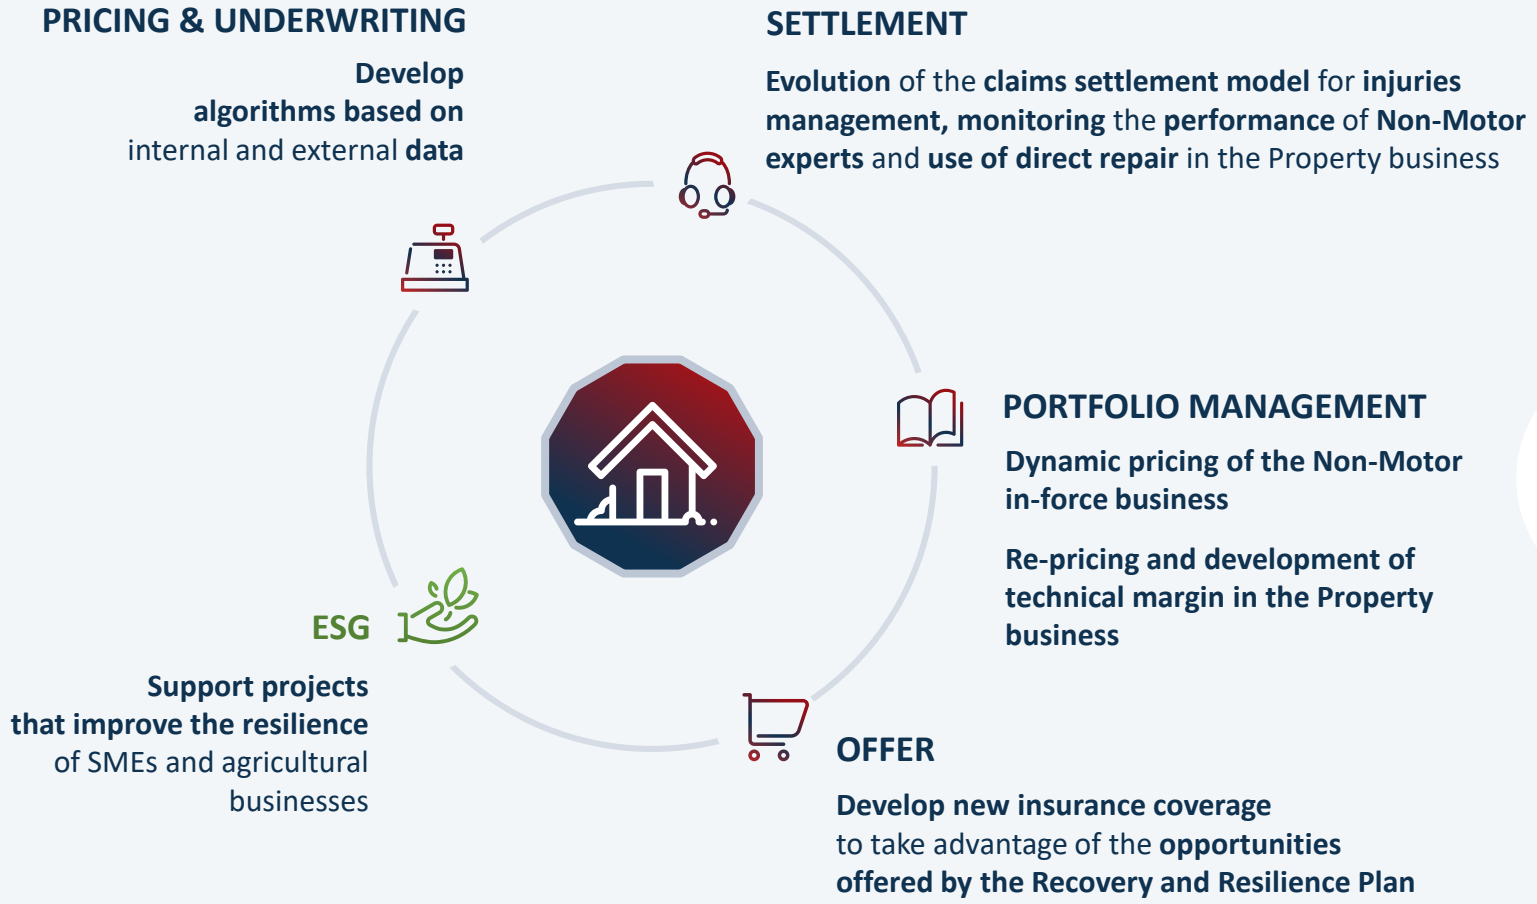 PRICING & UNDERWRITING
Develop
algorithms based on
internal and external data
SETTLEMENT
Evolution of the claims settlement model for injuries
management, monitoring the performance of Non-Motor
experts and use of direct repair in the Property business
PORTFOLIO MANAGEMENT
Dynamic pricing of the Non-Motor
in-force business
Re-pricing and development of
technical margin in the Property
business
ESG
Support projects
that improve the resilience
of SMEs and agricultural
businesses
OFFER
Develop new insurance coverage
to take advantage of the opportunities
offered by the Recovery and Resilience Plan